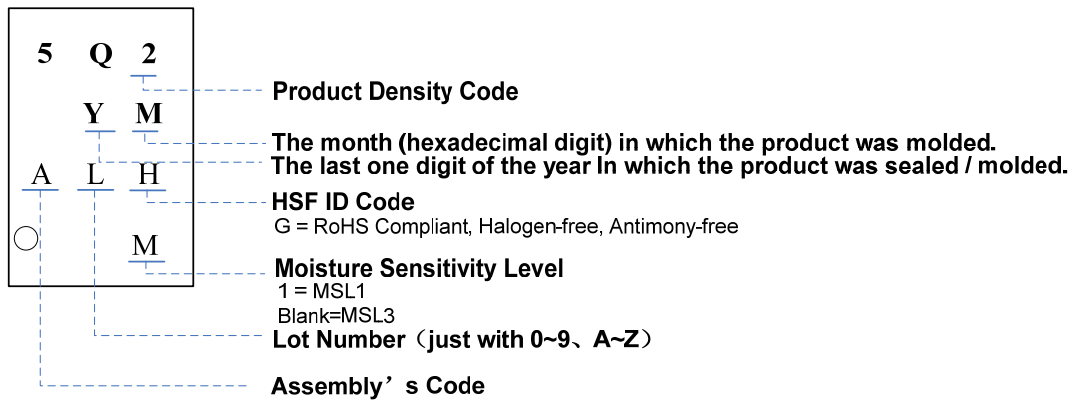 5 Q 2
Product Density Code
Y M
The month (hexadecimal digit) in which the product was molded.
The last one digit of the year In which the product was sealed / molded.
A L H
HSF ID Code
G = RoHS Compliant, Halogen-free, Antimony-free
M
Moisture Sensitivity Level
1 = MSL1
Blank=MSL3
Lot Number（just with 0~9、A~Z）
Assembly’s Code